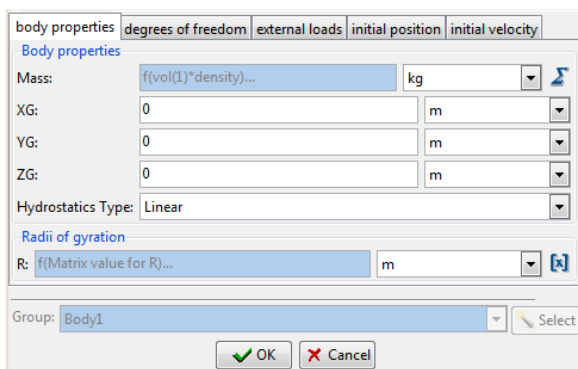 body properties degrees of freedom external loads initial position initial velocity
Body properties
Mass: f(vol(1)*density)... kg Σ
XG: 0 m
YG: 0 m
ZG: 0 m
Hydrostatics Type: Linear
Radii of gyration
R: f(Matrix value for R)... m [x]
Group: Body1 Select
OK Cancel